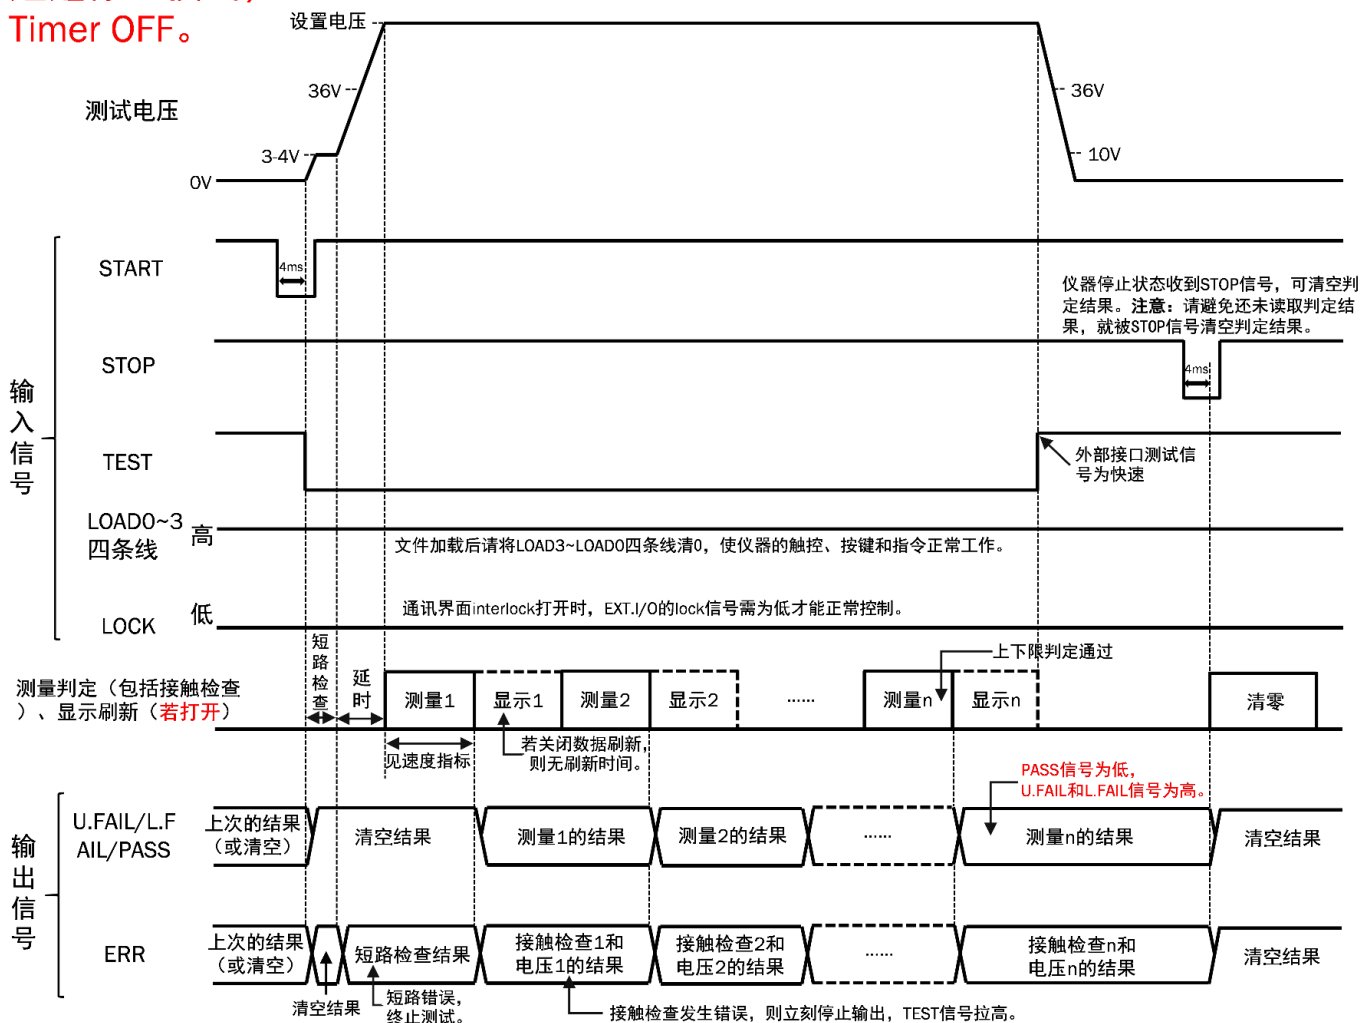 Timer OFF。
设置电压
36V
测试电压
3-4V
0V
36V
10V
输入信号
START
4ms
仪器停止状态收到STOP信号，可清空判
定结果。注意：请避免还未读取判定结
果，就被STOP信号清空判定结果。
STOP
4ms
TEST
外部接口测试信
号为快速
LOAD0~3
四条线
高
文件加载后请将LOAD3~LOAD0四条线清0，使仪器的触控、按键和指令正常工作。
LOCK
低
通讯界面interlock打开时，EXT.I/O的lock信号需为低才能正常控制。
短路检查
延时
上下限判定通过
测量判定（包括接触检查
）、显示刷新（若打开）
测量1
显示1
测量2
显示2
......
测量n
显示n
清零
见速度指标
若关闭数据刷新，
则无刷新时间。
PASS信号为低，
U.FAIL和L.FAIL信号为高。
输出信号
U.FAIL/L.F
AIL/PASS
上次的结果
（或清空）
清空结果
测量1的结果
测量2的结果
......
测量n的结果
清空结果
ERR
上次的结果
（或清空）
清空结果
短路检查结果
短路错误，
终止测试。
接触检查1和
电压1的结果
接触检查2和
电压2的结果
......
接触检查n和
电压n的结果
清空结果
接触检查发生错误，则立刻停止输出，TEST信号拉高。